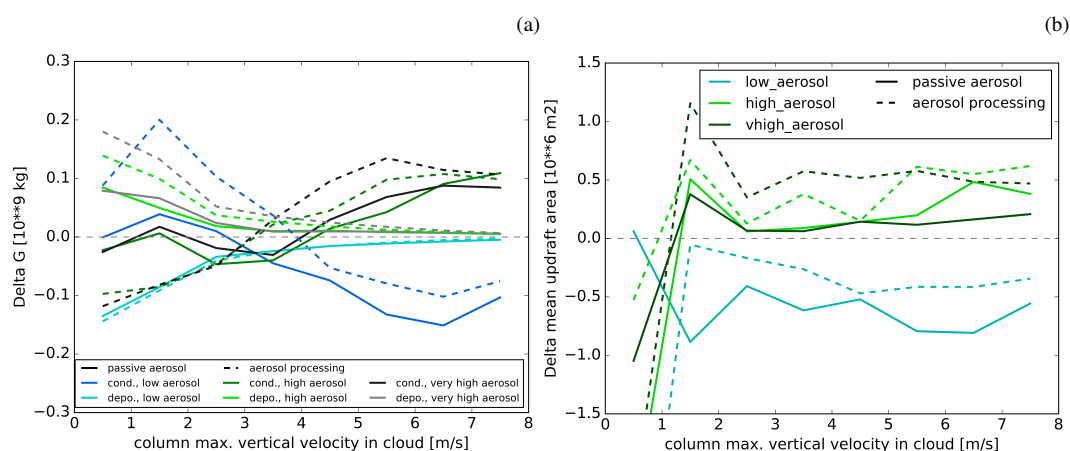 (a)
(b)
0.3
0.2
0.1
0.0
−0.1
−0.2
−0.3
Delta G [10**9 kg]
passive aerosol
aerosol processing
cond., low aerosol
cond., high aerosol
cond., very high aerosol
depo., low aerosol
depo., high aerosol
depo., very high aerosol
0 1 2 3 4 5 6 7 8
column max. vertical velocity in cloud [m/s]
1.5
1.0
0.5
0.0
−0.5
−1.0
−1.5
Delta mean updraft area [10**6 m2]
low_aerosol
high_aerosol
vhigh_aerosol
passive aerosol
aerosol processing
0 1 2 3 4 5 6 7 8
column max. vertical velocity in cloud [m/s]